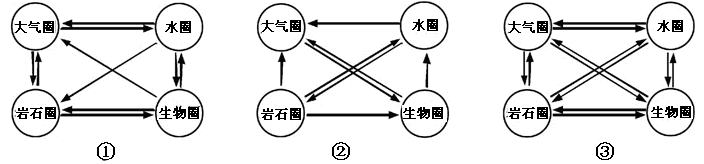 大气圈 水圈 大气圈 水圈 大气圈 水圈
岩石圈 生物圈 岩石圈 生物圈 岩石圈 生物圈
① ② ③